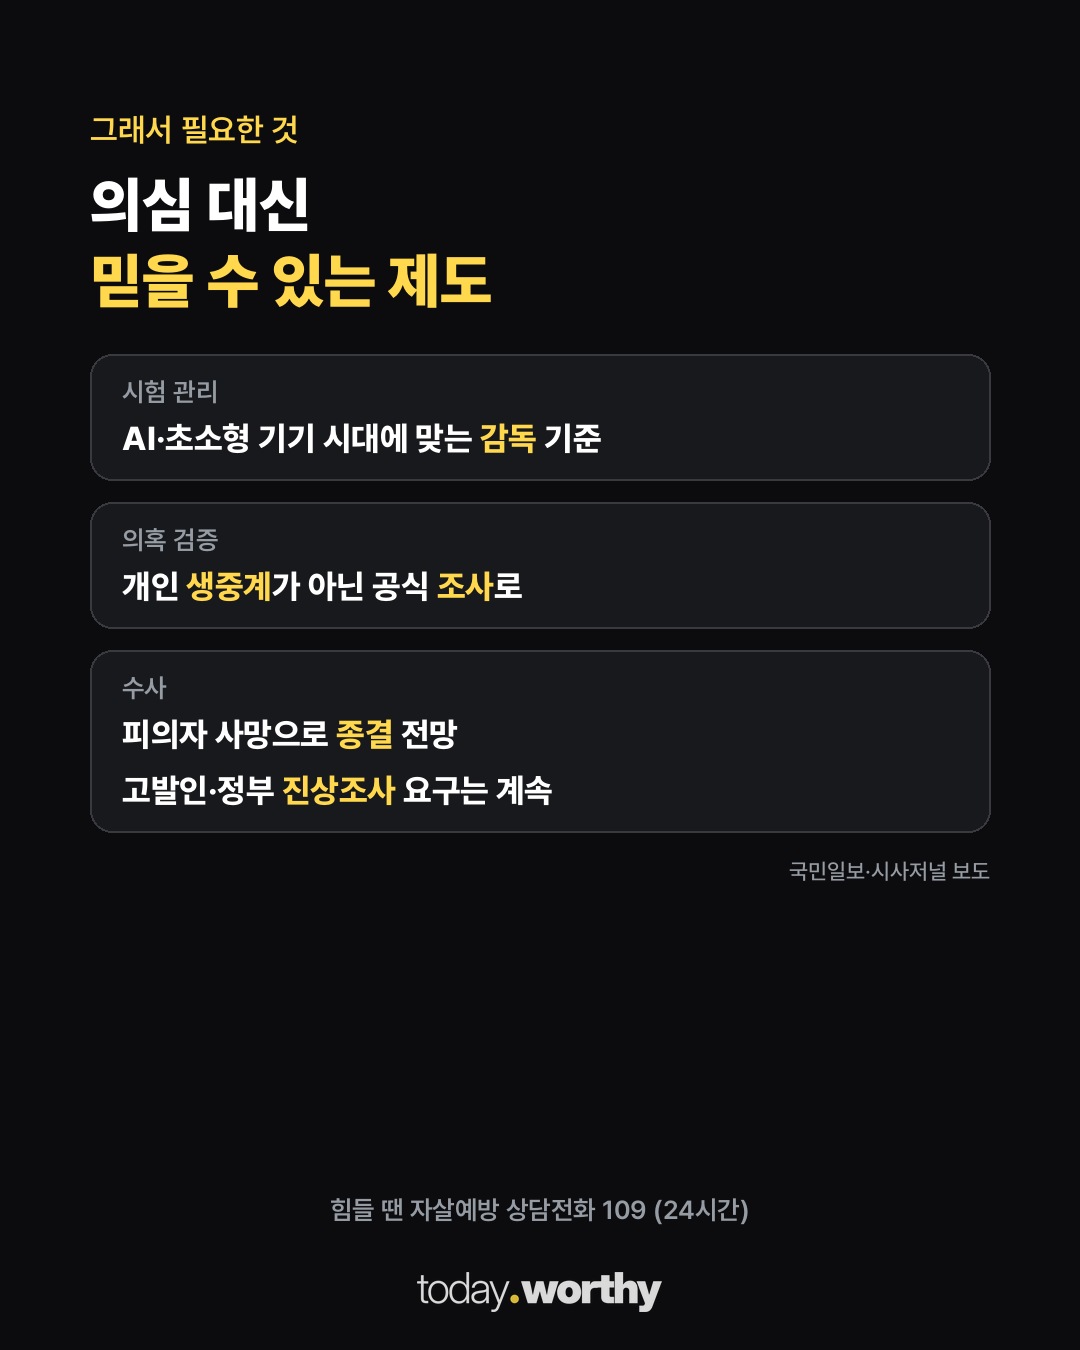 그래서 필요한 것
의심 대신
믿을 수 있는 제도
시험 관리
AI·초소형 기기 시대에 맞는 감독 기준
의혹 검증
개인 생중계가 아닌 공식 조사로
수사
피의자 사망으로 종결 전망
고발인·정부 진상조사 요구는 계속
국민일보·시사저널 보도
힘들 땐 자살예방 상담전화 109 (24시간)
today.worthy